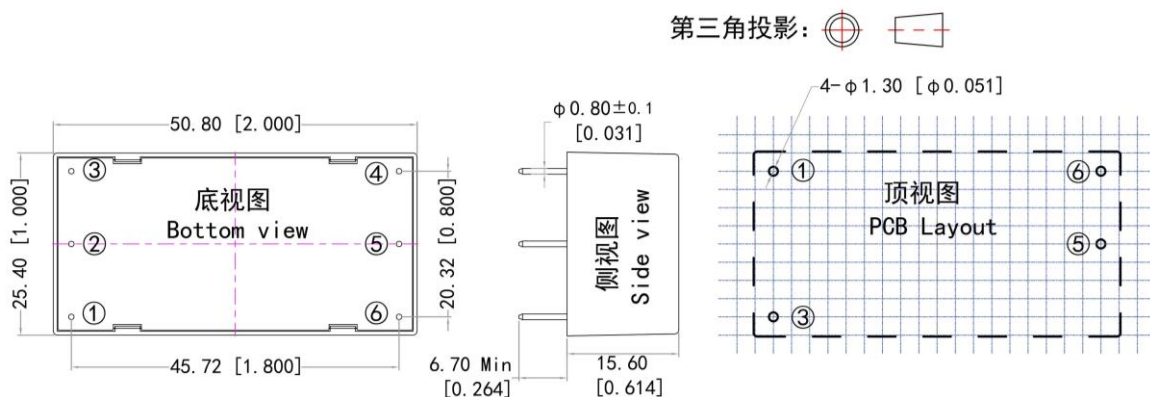 第三角投影：
4-φ1.30 [φ0.051]
50.80 [2.000]
25.40 [1.000]
③
④
底视图
Bottom view
②
⑤
①
⑥
20.32 [0.800]
45.72 [1.800]
φ0.80±0.1
[0.031]
侧视图
Side view
6.70 Min
[0.264]
15.60
[0.614]
①
⑥
顶视图
PCB Layout
⑤
③